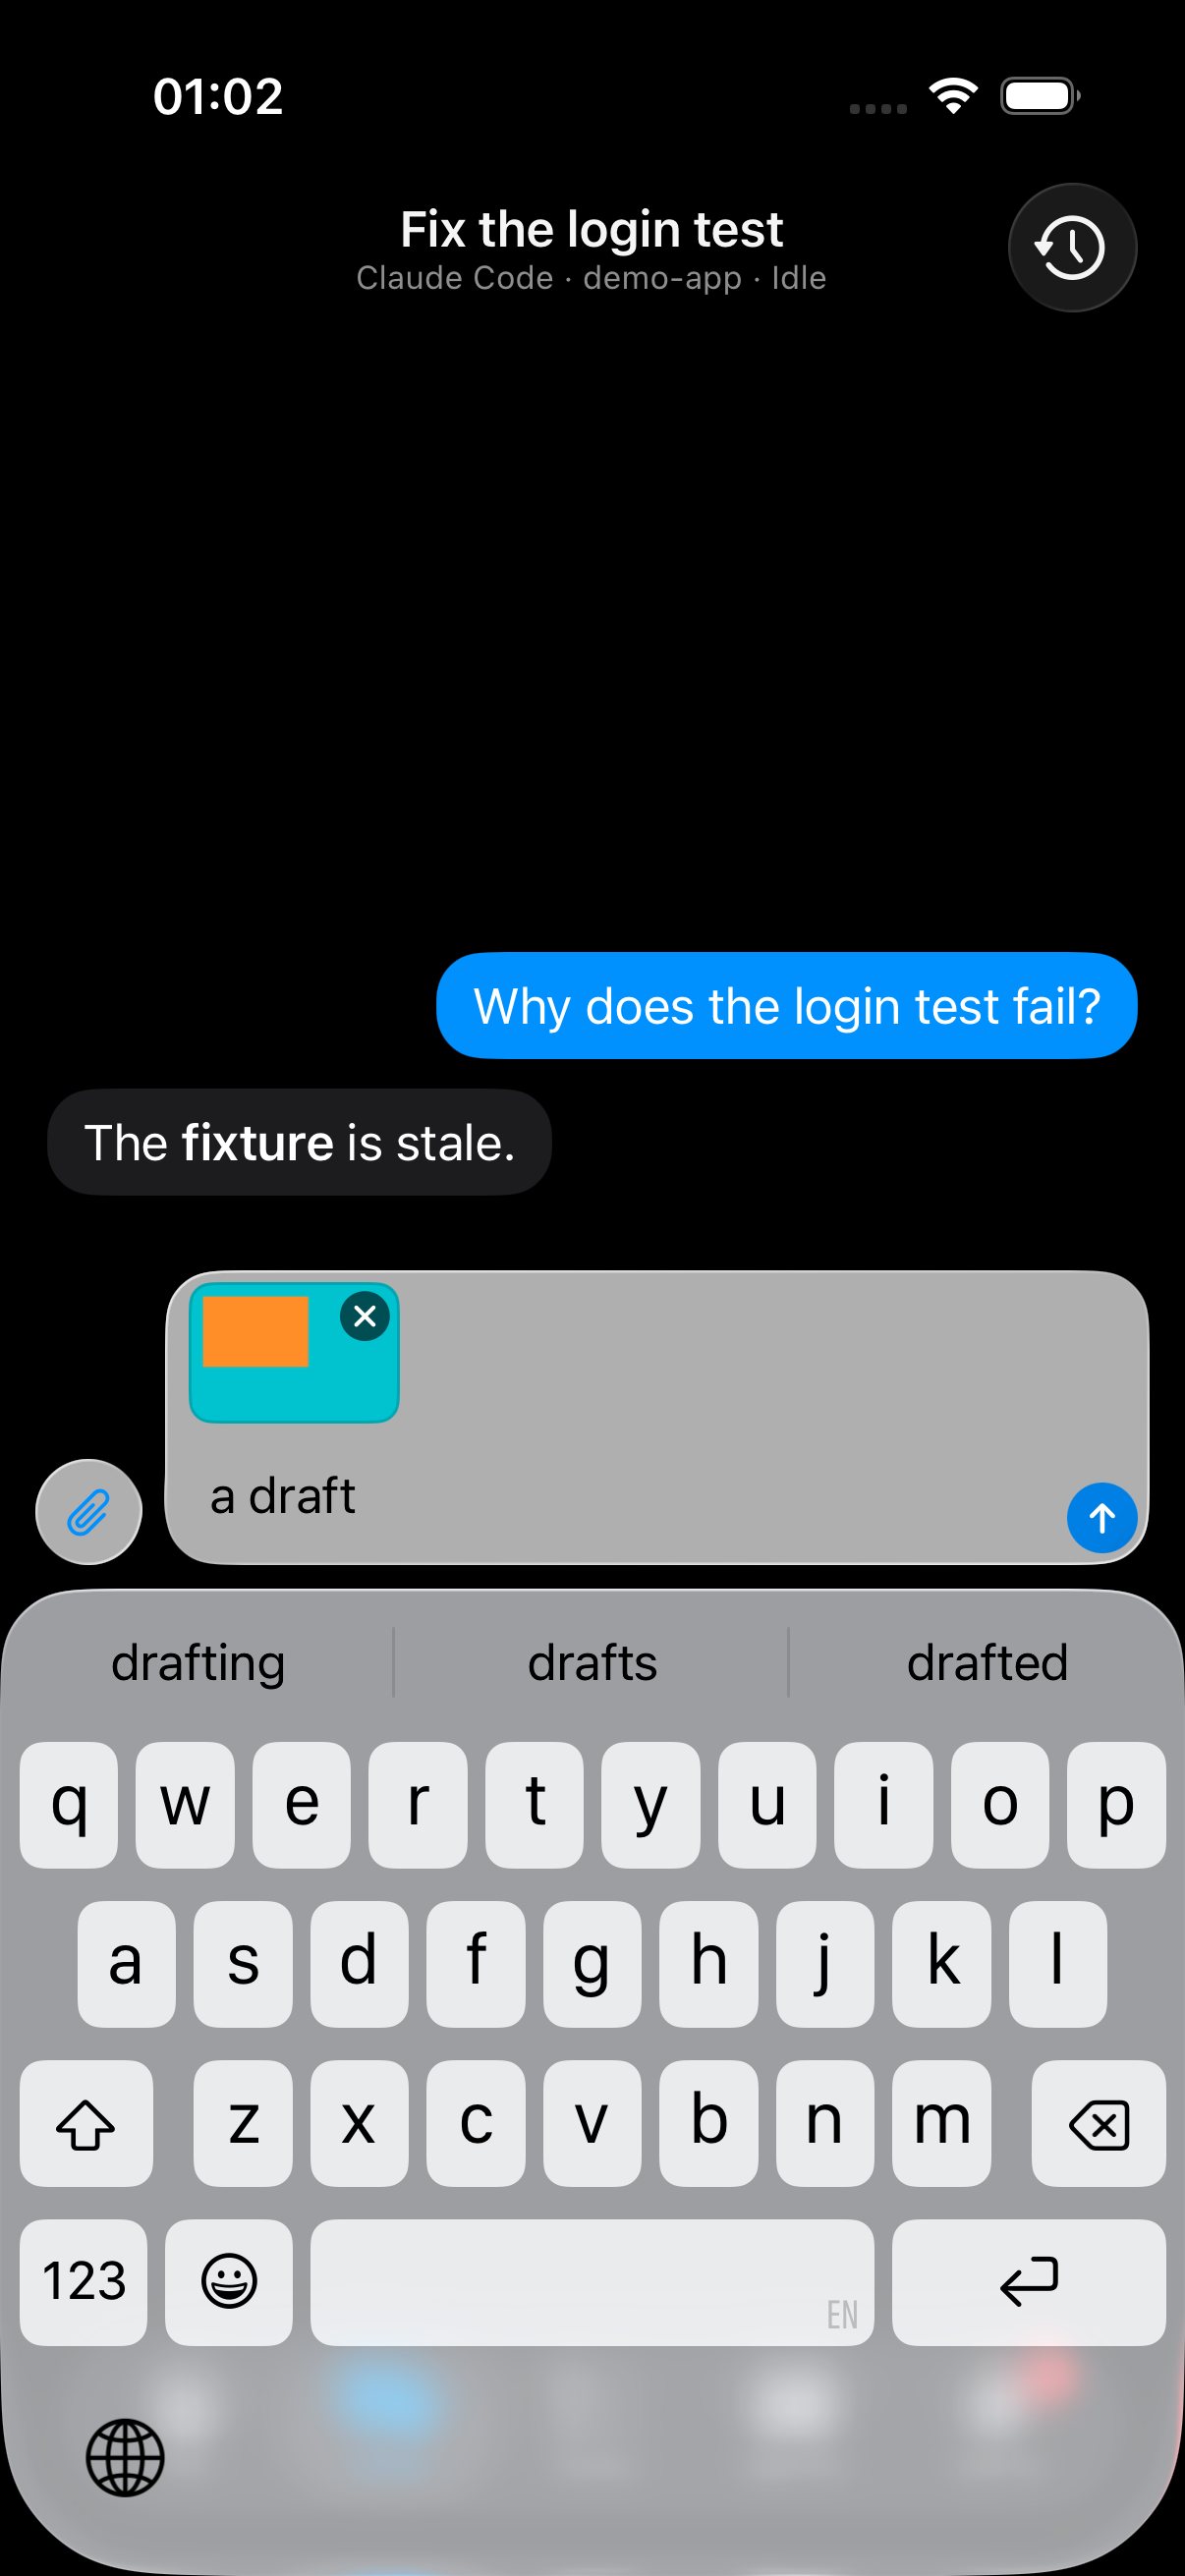 01:02
Fix the login test
Claude Code · demo-app · Idle
Why does the login test fail?
The fixture is stale.
a draft
drafting drafts drafted
q w e r t y u i o p
a s d f g h j k l
z x c v b n m
123 EN